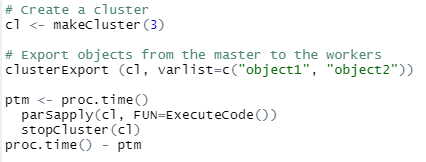 # Create a cluster
cl <- makeCluster(3)
# Export objects from the master to the workers
clusterExport (cl, varlist=c("object1", "object2"))
ptm <- proc.time()
parSapply(cl, FUN=ExecuteCode())
stopCluster(cl)
proc.time() - ptm